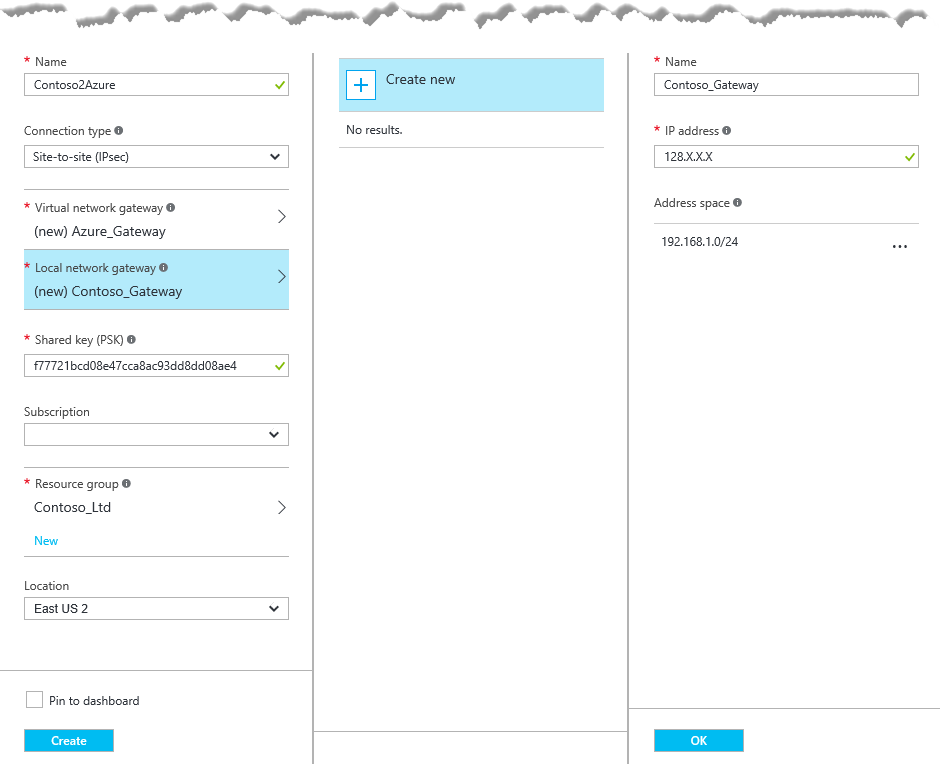 * Name
Contoso2Azure
Connection type
Site-to-site (IPsec)
* Virtual network gateway
(new) Azure_Gateway
* Local network gateway
(new) Contoso_Gateway
* Shared key (PSK)
f77721bcd08e47cca8ac93dd8dd08ae4
Subscription
* Resource group
Contoso_Ltd
New
Location
East US 2
Pin to dashboard
Create
Create new
No results.
* Name
Contoso_Gateway
* IP address
128.X.X.X
Address space
192.168.1.0/24
...
OK